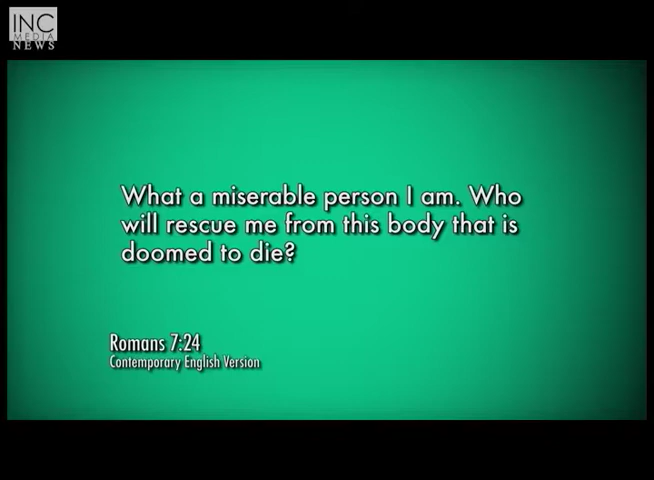 INC
MEDIA
NEWS
What a miserable person I am. Who
will rescue me from this body that is
doomed to die?
Romans 7:24
Contemporary English Version